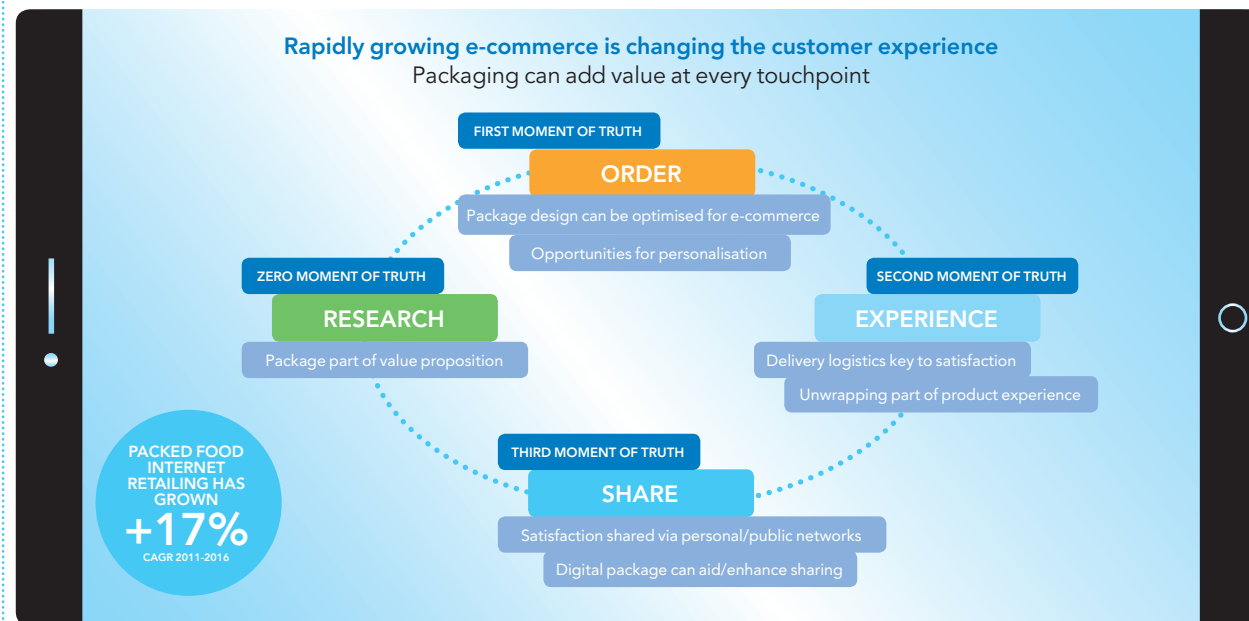 Rapidly growing e-commerce is changing the customer experience
Packaging can add value at every touchpoint
FIRST MOMENT OF TRUTH
ORDER
Package design can be optimised for e-commerce
Opportunities for personalisation
ZERO MOMENT OF TRUTH
RESEARCH
Package part of value proposition
SECOND MOMENT OF TRUTH
EXPERIENCE
Delivery logistics key to satisfaction
Unwrapping part of product experience
THIRD MOMENT OF TRUTH
SHARE
Satisfaction shared via personal/public networks
Digital package can aid/enhance sharing
PACKED FOOD
INTERNET
RETAILING HAS
GROWN
+17%
CAGR 2011-2016